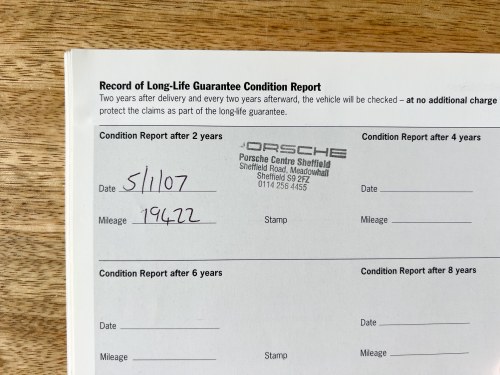 Record of Long-Life Guarantee Condition Report
Two years after delivery and every two years afterward, the vehicle will be checked – at no additional charge
protect the claims as part of the long-life guarantee.
Condition Report after 2 years
PORSCHE
Porsche Centre Sheffield
Sheffield Road, Meadowhall
Sheffield S9 2FZ
0114 256 4455
Date 5/1/07
Mileage 19422
Stamp
Condition Report after 4 years
Date
Mileage
Condition Report after 6 years
Date
Mileage
Stamp
Condition Report after 8 years
Date
Mileage